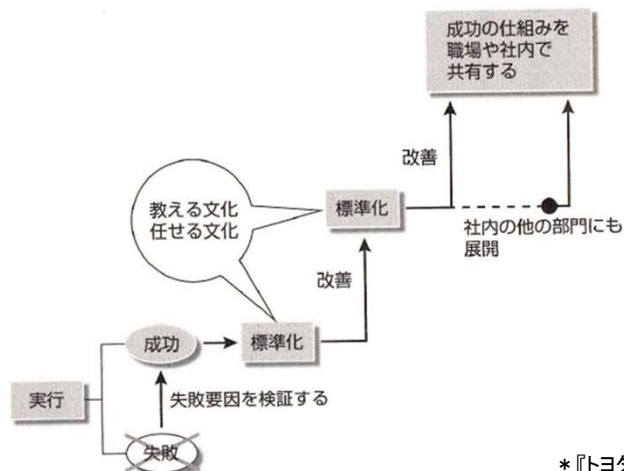 成功の仕組みを
職場や社内で
共有する
改善
教える文化
任せる文化
標準化
社内の他の部門にも
展開
改善
成功
標準化
実行
失敗要因を検証する
失敗
*『トヨタ